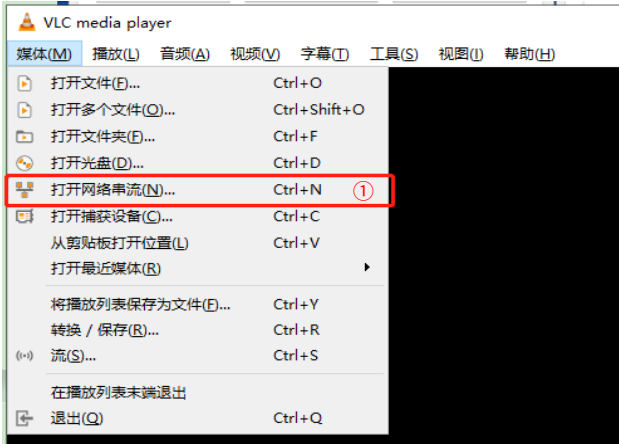 VLC media player
媒体(M) 播放(L) 音频(A) 视频(V) 字幕(T) 工具(S) 视图(I) 帮助(H)
打开文件(F)... Ctrl+O
打开多个文件(O)... Ctrl+Shift+O
打开文件夹(F)... Ctrl+F
打开光盘(D)... Ctrl+D
打开网络串流(N)... Ctrl+N ①
打开捕获设备(C)... Ctrl+C
从剪贴板打开位置(L) Ctrl+V
打开最近媒体(R)
将播放列表保存为文件(F)... Ctrl+Y
转换 / 保存(R)... Ctrl+R
流(S)... Ctrl+S
在播放列表末端退出
退出(Q) Ctrl+Q